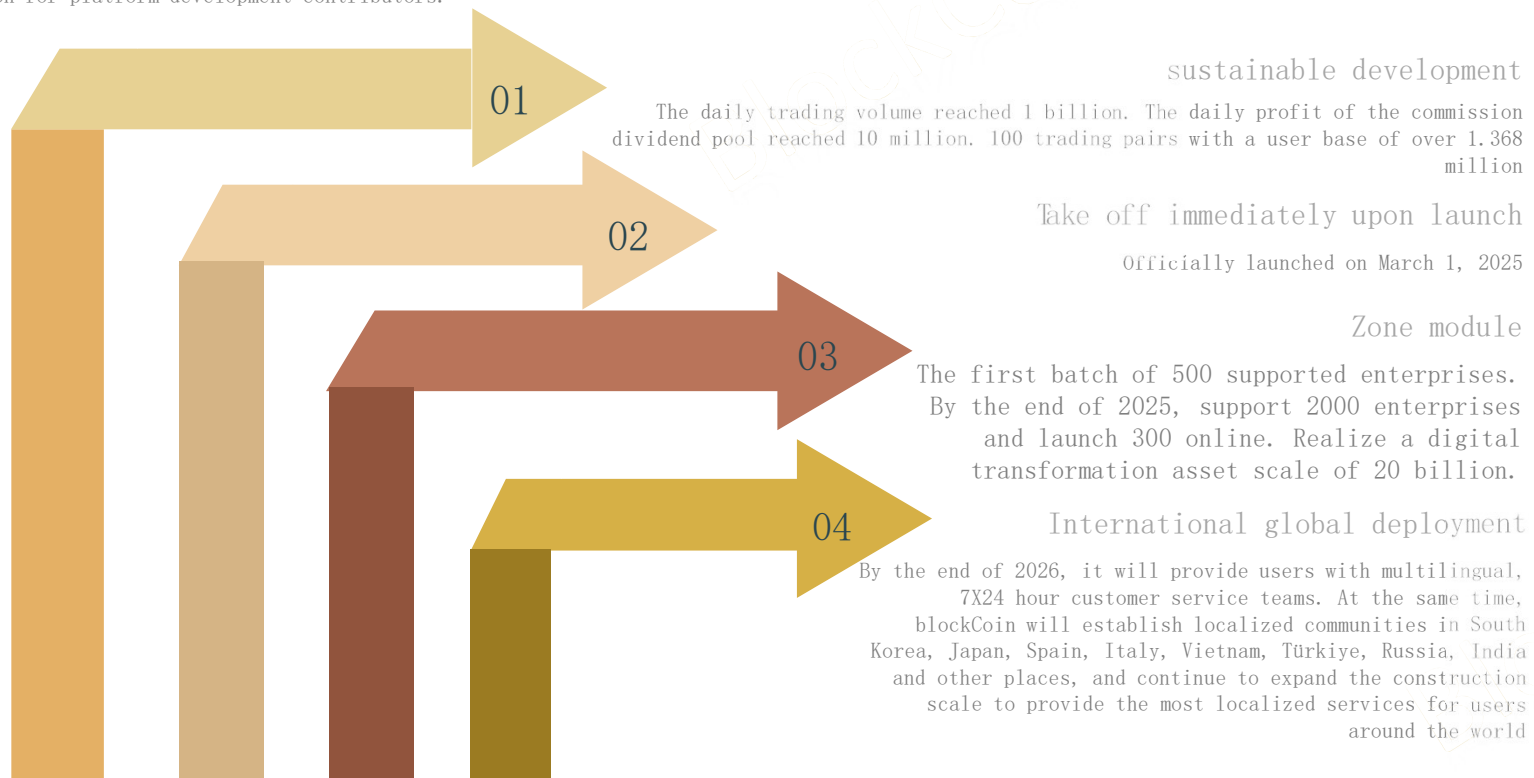 for platform development contributors.
01
sustainable development
The daily trading volume reached 1 billion. The daily profit of the commission
dividend pool reached 10 million. 100 trading pairs with a user base of over 1.368
million
02
Take off immediately upon launch
Officially launched on March 1, 2025
03
Zone module
The first batch of 500 supported enterprises.
By the end of 2025, support 2000 enterprises
and launch 300 online. Realize a digital
transformation asset scale of 20 billion.
04
International global deployment
By the end of 2026, it will provide users with multilingual,
7X24 hour customer service teams. At the same time,
blockCoin will establish localized communities in South
Korea, Japan, Spain, Italy, Vietnam, Türkiye, Russia, India
and other places, and continue to expand the construction
scale to provide the most localized services for users
around the world